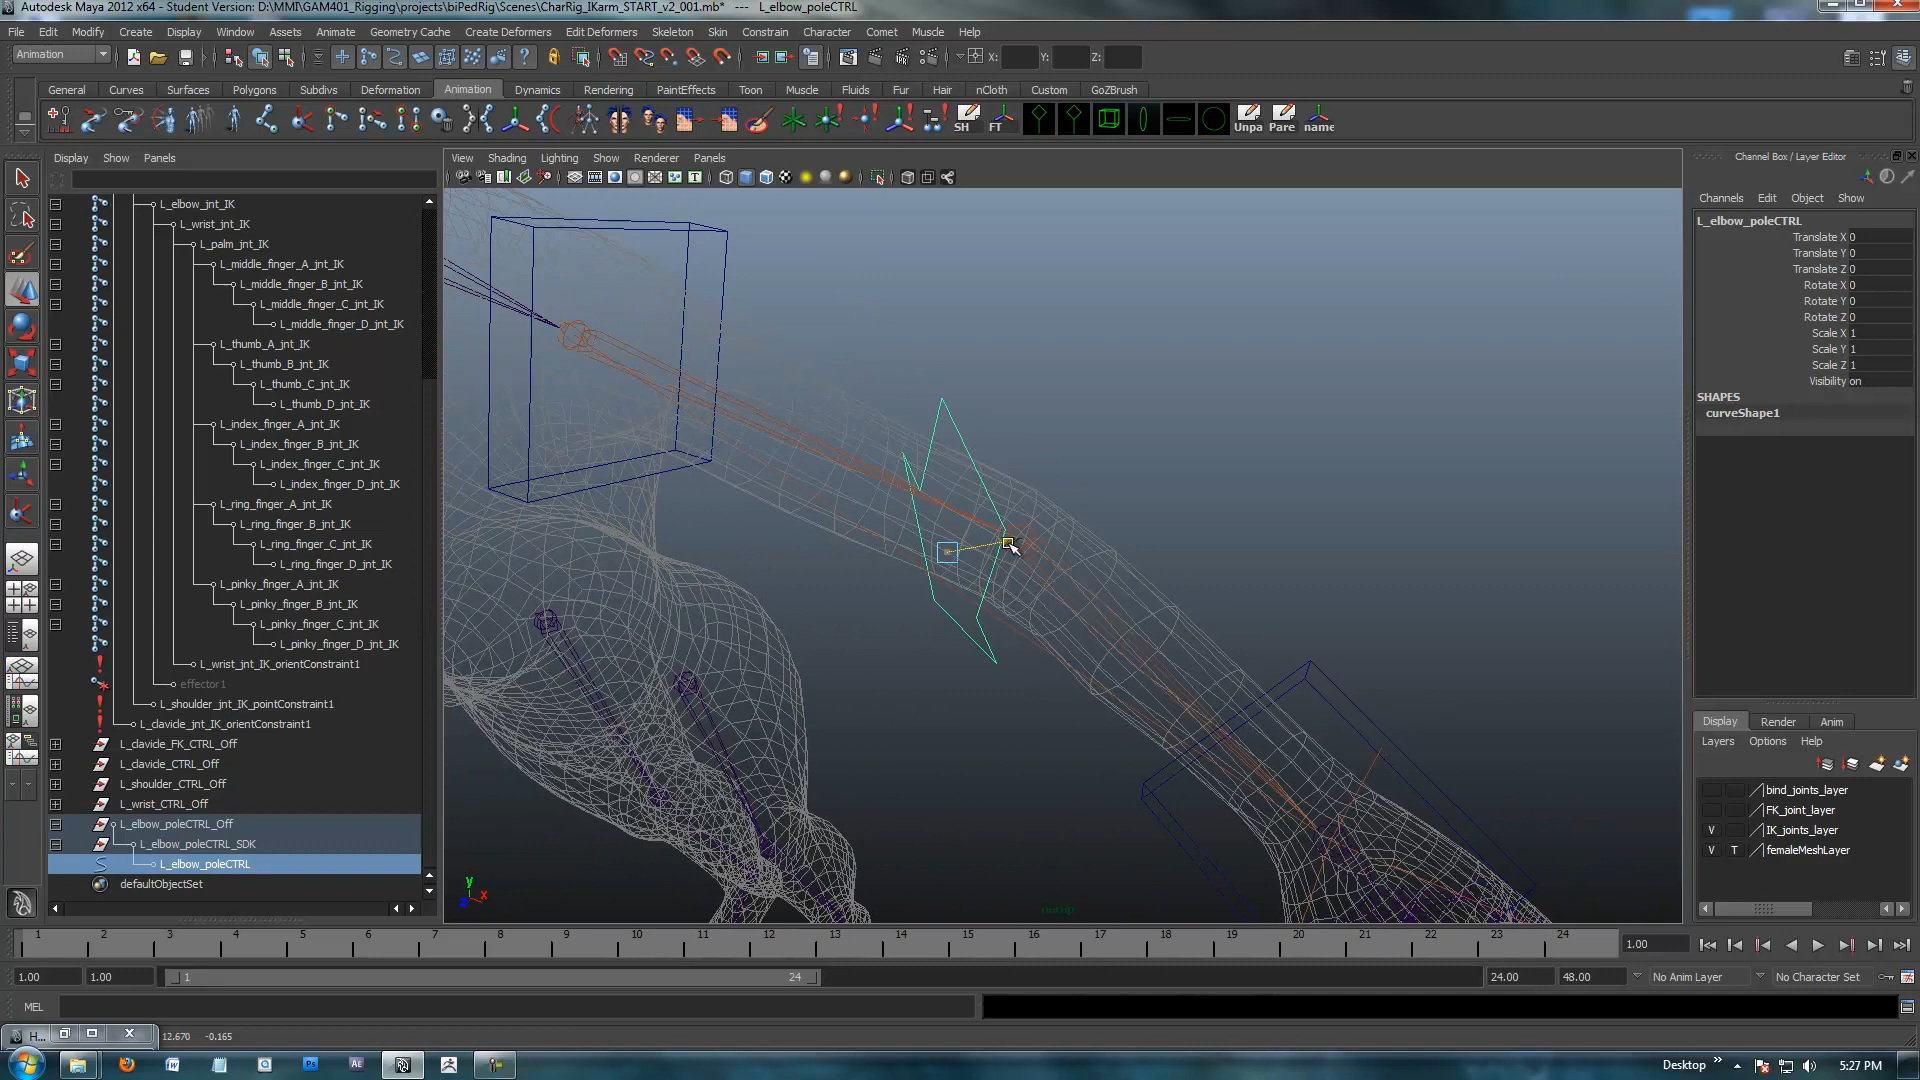 Autodesk Maya 2012 x64 - Student Version: D:\MMI\GAM401_Rigging\projects\biPedRig\Scenes\CharRig_IKarm_START_v2_001.mb* --- L_elbow_poleCTRL
File Edit Modify Create Display Window Assets Animate Geometry Cache Create Deformers Edit Deformers Skeleton Skin Constrain Character Comet Muscle Help
Animation X: Y: Z:
General Curves Surfaces Polygons Subdivs Deformation Animation Dynamics Rendering PaintEffects Toon Muscle Fluids Fur Hair nCloth Custom GoZBrush
SH FT Unpa Pare name
Display Show Panels
View Shading Lighting Show Renderer Panels
Channel Box / Layer Editor
Channels Edit Object Show
L_elbow_jnt_IK
L_wrist_jnt_IK
L_palm_jnt_IK
L_middle_finger_A_jnt_IK
L_middle_finger_B_jnt_IK
L_middle_finger_C_jnt_IK
L_middle_finger_D_jnt_IK
L_thumb_A_jnt_IK
L_thumb_B_jnt_IK
L_thumb_C_jnt_IK
L_thumb_D_jnt_IK
L_index_finger_A_jnt_IK
L_index_finger_B_jnt_IK
L_index_finger_C_jnt_IK
L_index_finger_D_jnt_IK
L_ring_finger_A_jnt_IK
L_ring_finger_B_jnt_IK
L_ring_finger_C_jnt_IK
L_ring_finger_D_jnt_IK
L_pinky_finger_A_jnt_IK
L_pinky_finger_B_jnt_IK
L_pinky_finger_C_jnt_IK
L_pinky_finger_D_jnt_IK
L_wrist_jnt_IK_orientConstraint1
effector1
L_shoulder_jnt_IK_pointConstraint1
L_clavicle_jnt_IK_orientConstraint1
L_clavicle_FK_CTRL_Off
L_clavicle_CTRL_Off
L_shoulder_CTRL_Off
L_wrist_CTRL_Off
L_elbow_poleCTRL_Off
L_elbow_poleCTRL_SDK
L_elbow_poleCTRL
defaultObjectSet
y
x
z
persp
L_elbow_poleCTRL
Translate X 0
Translate Y 0
Translate Z 0
Rotate X 0
Rotate Y 0
Rotate Z 0
Scale X 1
Scale Y 1
Scale Z 1
Visibility on
SHAPES
curveShape1
Display Render Anim
Layers Options Help
bind_joints_layer
FK_joint_layer
V IK_joints_layer
V T femaleMeshLayer
1 2 3 4 5 6 7 8 9 10 11 12 13 14 15 16 17 18 19 20 21 22 23 24 1.00
1.00 1.00 1 24 24.00 48.00 No Anim Layer No Character Set
MEL
H... 12.670 -0.165
Desktop 5:27 PM